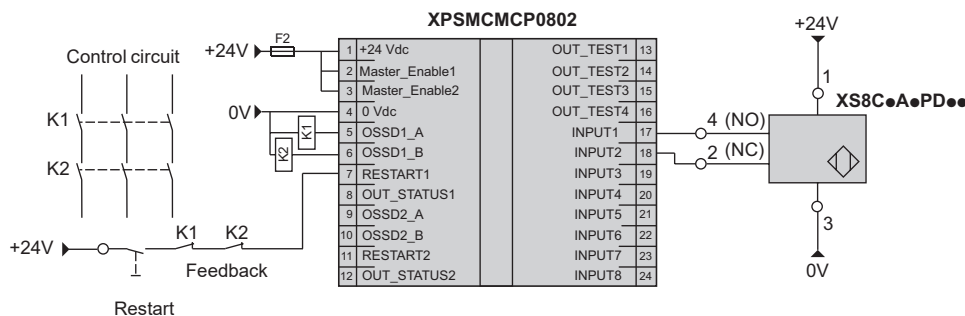 XPSMCMCP0802
+24V
F2
Control circuit
K1
K2
0V
K1
K2
+24V
K1
K2
Feedback
Restart
1 +24 Vdc
2 Master_Enable1
3 Master_Enable2
4 0 Vdc
5 OSSD1_A
6 OSSD1_B
7 RESTART1
8 OUT_STATUS1
9 OSSD2_A
10 OSSD2_B
11 RESTART2
12 OUT_STATUS2
OUT_TEST1 13
OUT_TEST2 14
OUT_TEST3 15
OUT_TEST4 16
INPUT1 17
INPUT2 18
INPUT3 19
INPUT4 20
INPUT5 21
INPUT6 22
INPUT7 23
INPUT8 24
+24V
1
XS8C●A●PD●●
4 (NO)
2 (NC)
3
0V